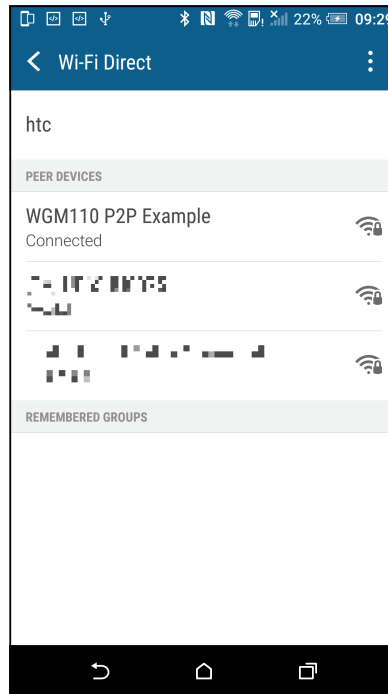 22% 09:29
Wi-Fi Direct
htc
PEER DEVICES
WGM110 P2P Example
Connected
REMEMBERED GROUPS